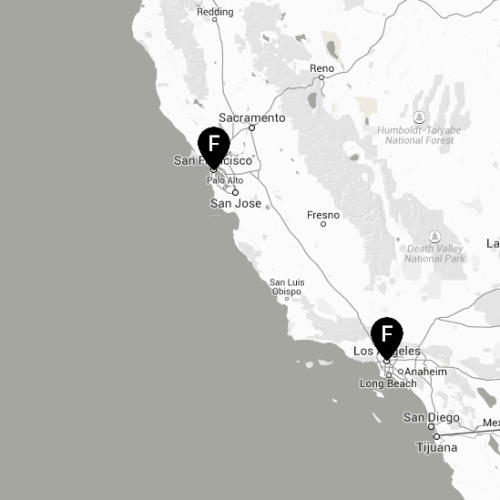 Redding
Reno
Sacramento
Humboldt-Toiyabe
National Forest
F
San Francisco
Palo Alto
San Jose
Fresno
La
Death Valley
National Park
San Luis
Obispo
F
Los Angeles
Anaheim
Long Beach
San Diego
Mex
Tijuana